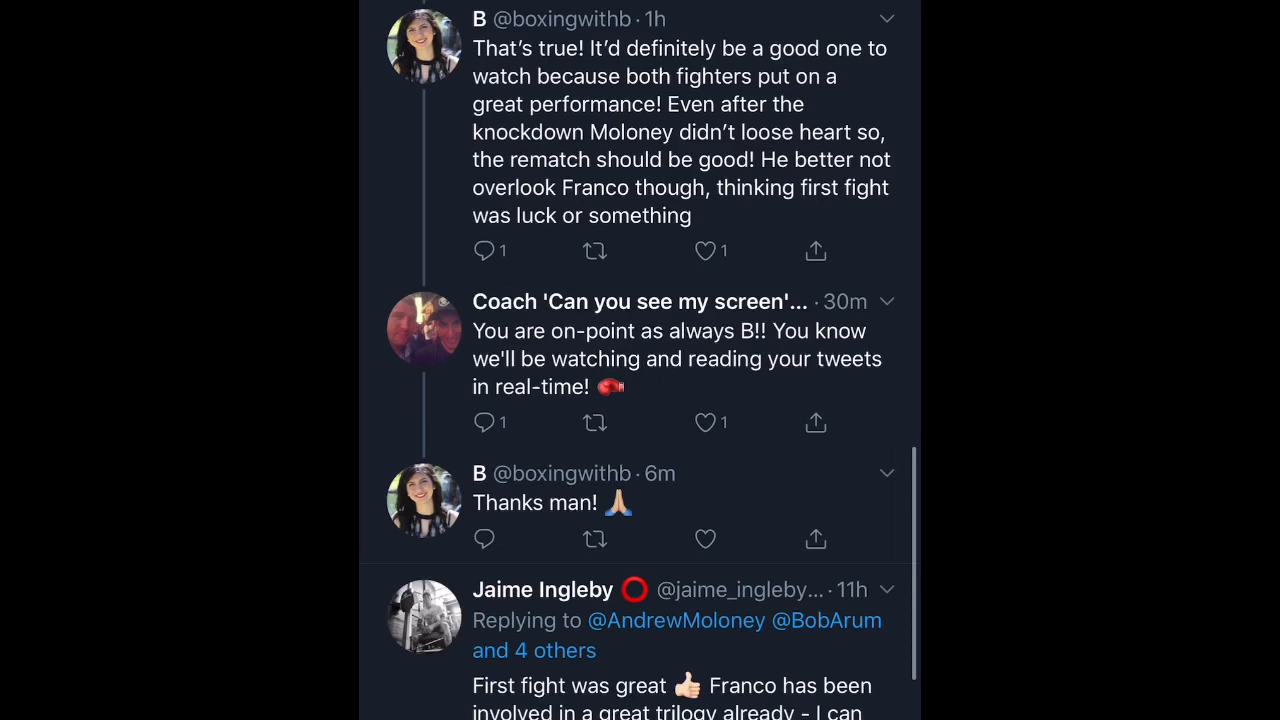 B @boxingwithb · 1h
That’s true! It’d definitely be a good one to
watch because both fighters put on a
great performance! Even after the
knockdown Moloney didn’t loose heart so,
the rematch should be good! He better not
overlook Franco though, thinking first fight
was luck or something
1 1
Coach 'Can you see my screen'... · 30m
You are on-point as always B!! You know
we'll be watching and reading your tweets
in real-time! 🥊
1 1
B @boxingwithb · 6m
Thanks man! 🙏🏼
Jaime Ingleby ⭕ @jaime_ingleby... · 11h
Replying to @AndrewMoloney @BobArum
and 4 others
First fight was great 👍🏻 Franco has been
involved in a great trilogy already - I can